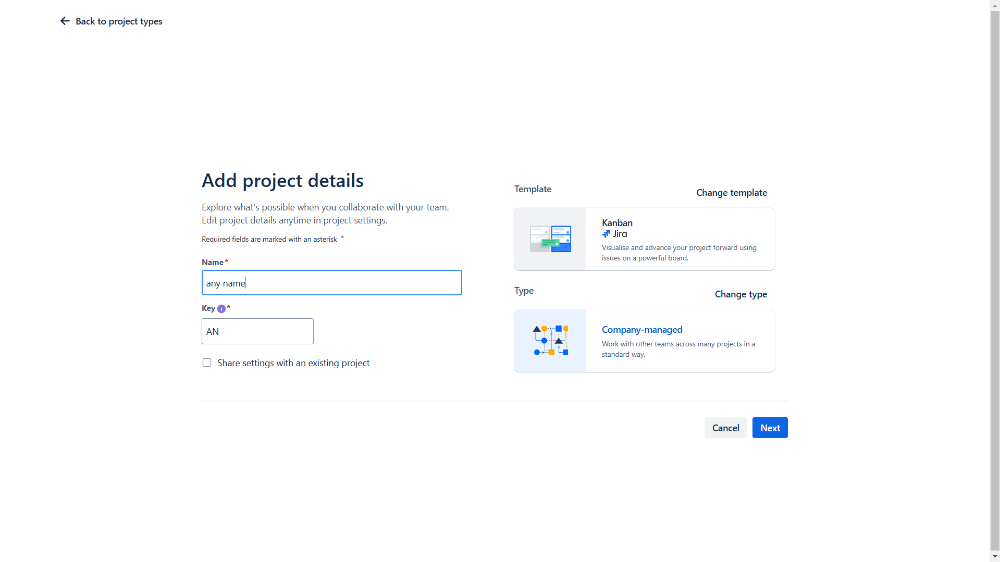 Back to project types
Add project details
Explore what's possible when you collaborate with your team.
Edit project details anytime in project settings.
Required fields are marked with an asterisk *
Name*
any name
Key i *
AN
Share settings with an existing project
Template
Change template
Kanban
Jira
Visualise and advance your project forward using
issues on a powerful board.
Type
Change type
Company-managed
Work with other teams across many projects in a
standard way.
Cancel
Next